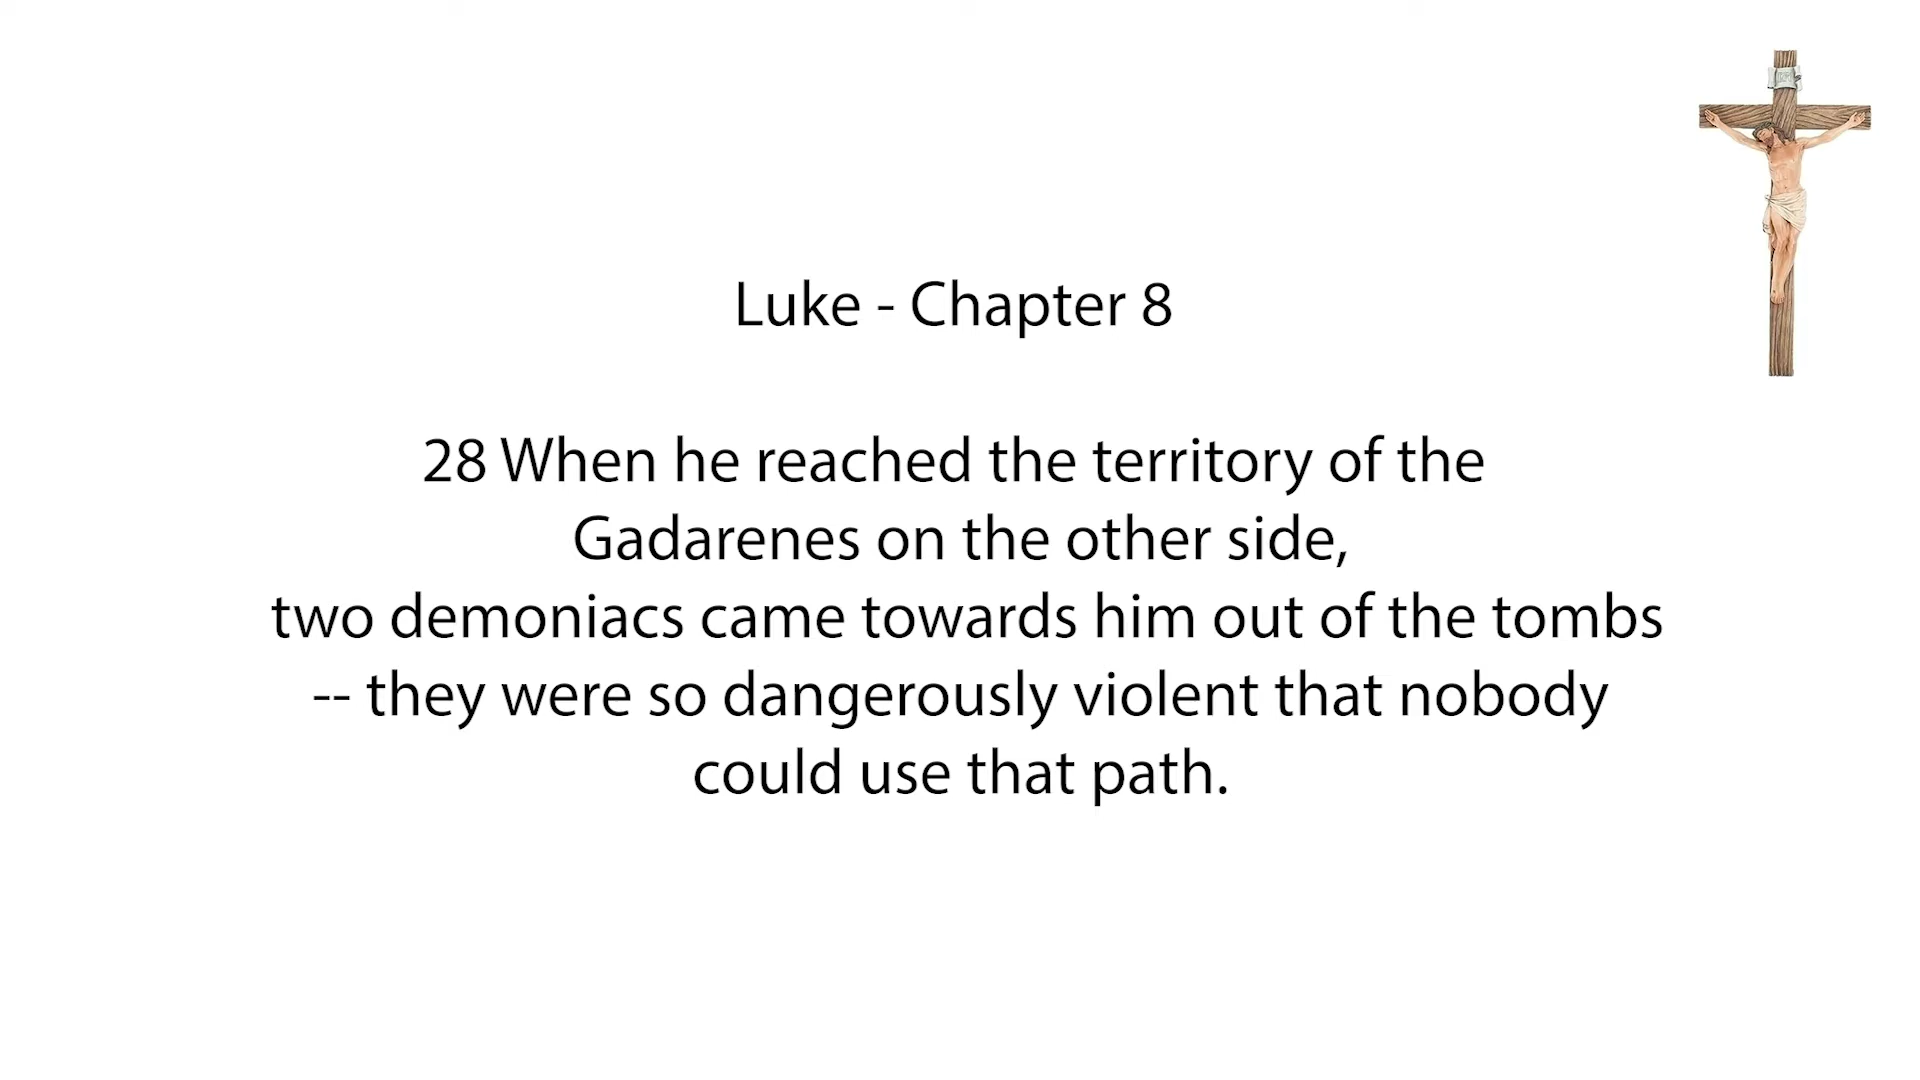 Luke - Chapter 8
28 When he reached the territory of the
Gadarenes on the other side,
two demoniacs came towards him out of the tombs
-- they were so dangerously violent that nobody
could use that path.